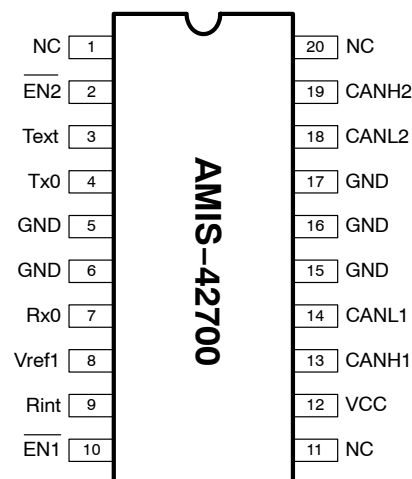 NC 1 20 NC
EN2 2 19 CANH2
Text 3 18 CANL2
Tx0 4 17 GND
GND 5 16 GND
GND 6 15 GND
Rx0 7 14 CANL1
Vref1 8 13 CANH1
Rint 9 12 VCC
EN1 10 11 NC
AMIS−42700